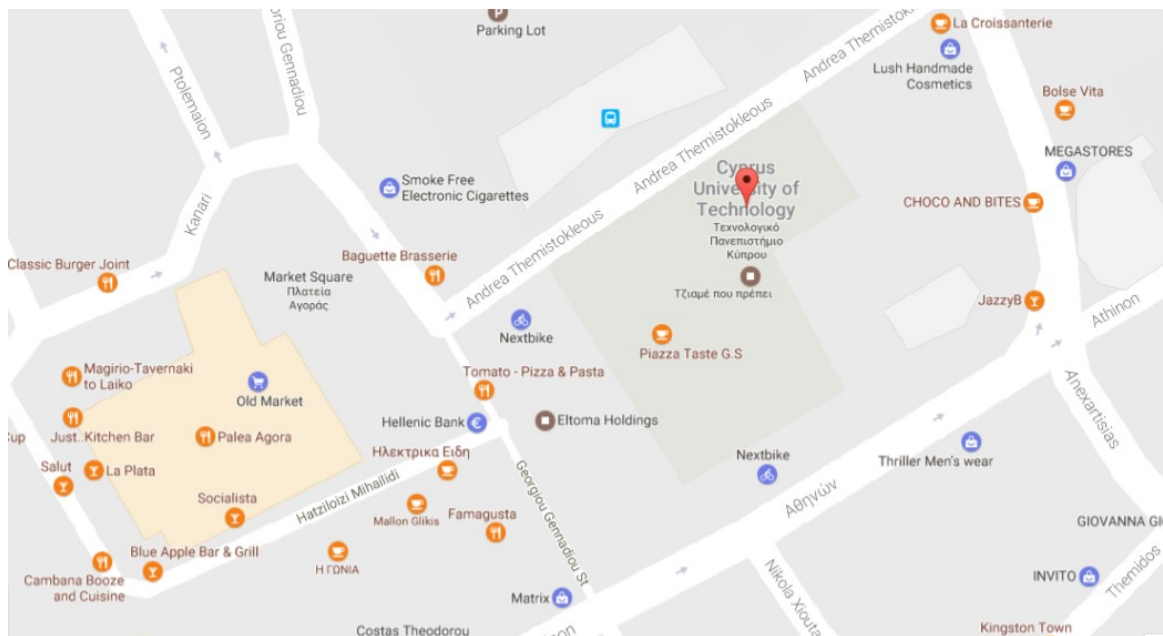 Parking Lot
La Croissanterie
Lush Handmade
Cosmetics
Bolse Vita
MEGASTORES
CHOCO AND BITES
JazzyB
Athinon
Anexartisias
Andrea Themistokleous
Andrea Themistokleous
Andrea Themistokleous
Cyprus
University of
Technology
Τεχνολογικό
Πανεπιστήμιο
Κύπρου
Τζιαμέ που πρέπει
Piazza Taste G.S
Ptolemaion
Georgiou Gennadiou
Kanari
Smoke Free
Electronic Cigarettes
Classic Burger Joint
Market Square
Πλατεία
Αγοράς
Baguette Brasserie
Nextbike
Tomato - Pizza & Pasta
Magirio-Tavernaki
to Laiko
Old Market
Hellenic Bank
Eltoma Holdings
Cup
Just..Kitchen Bar
Palea Agora
Ηλεκτρικα Ειδη
Salut
La Plata
Socialista
Hatziloizi Mihailidi
Georgiou Gennadiou St
Mallon Glikis
Famagusta
Nextbike
Αθηνών
Thriller Men's wear
GIOVANNA GI
Blue Apple Bar & Grill
Η ΓΩΝΙΑ
Cambana Booze
and Cuisine
Matrix
INVITO
Themidos
Nikola Xiouta
Costas Theodorou
Kingston Town